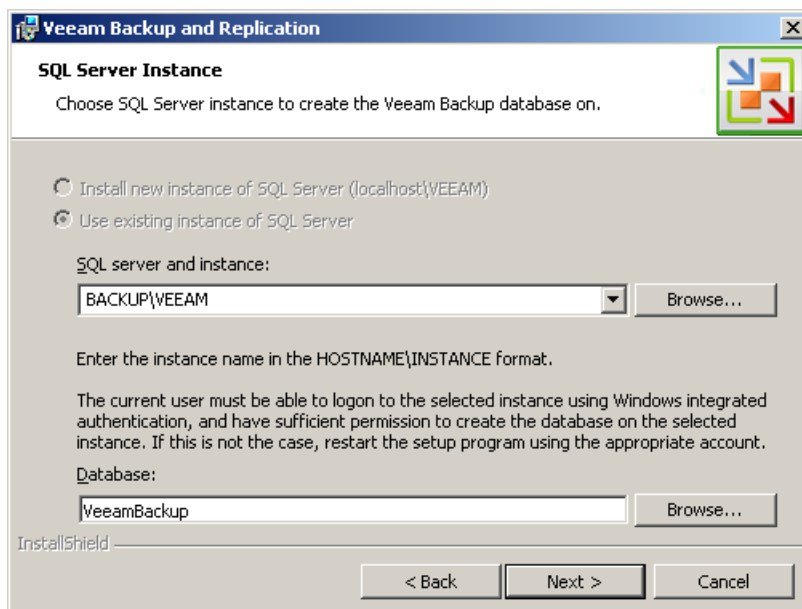 Veeam Backup and Replication
SQL Server Instance
Choose SQL Server instance to create the Veeam Backup database on.
Install new instance of SQL Server (localhost\VEEAM)
Use existing instance of SQL Server
SQL server and instance:
BACKUP\VEEAM
Browse...
Enter the instance name in the HOSTNAME\INSTANCE format.
The current user must be able to logon to the selected instance using Windows integrated
authentication, and have sufficient permission to create the database on the selected
instance. If this is not the case, restart the setup program using the appropriate account.
Database:
VeeamBackup
Browse...
InstallShield
< Back
Next >
Cancel